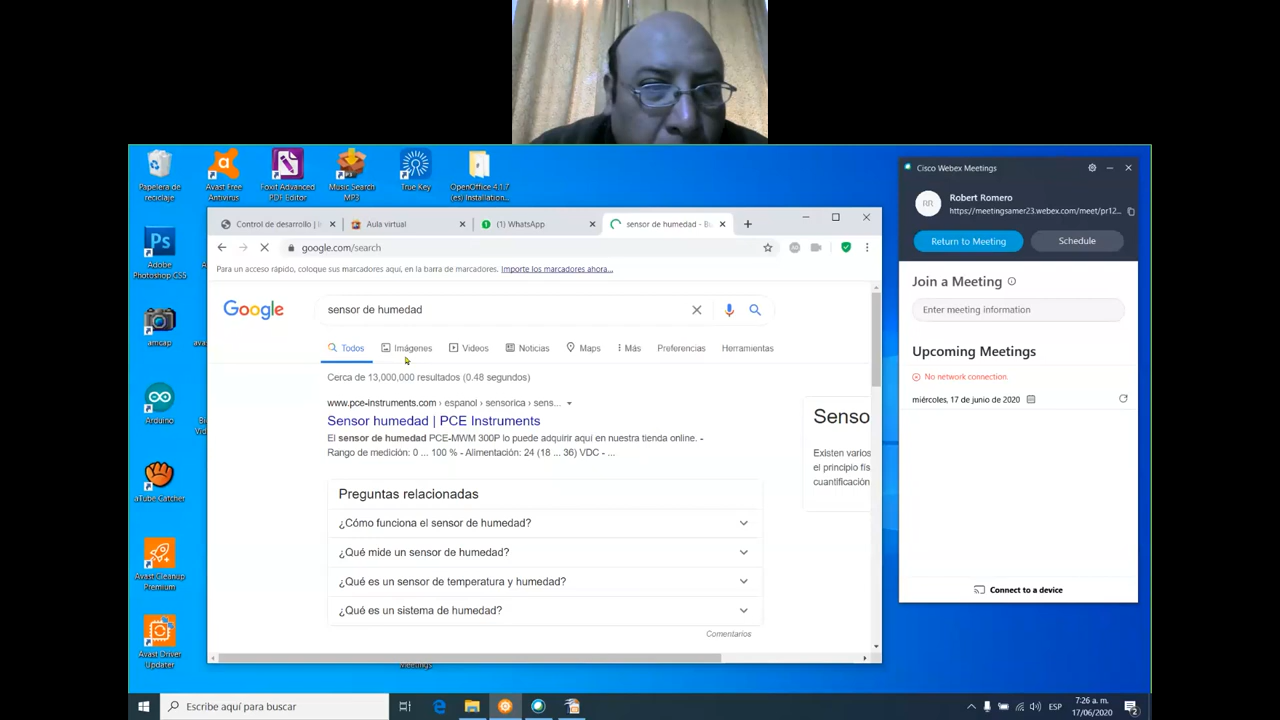 Papelera de
reciclaje
Avast Free
Antivirus
Foxit Advanced
PDF Editor
Music Search
MP3
True Key
OpenOffice 4.1.7
(es) Installation...
Cisco Webex Meetings
RR
Robert Romero
https://meetingsamer23.webex.com/meet/pr12...
Return to Meeting
Schedule
Join a Meeting
Enter meeting information
Upcoming Meetings
No network connection.
miércoles, 17 de junio de 2020
Connect to a device
Control de desarrollo | I
Aula virtual
(1) WhatsApp
sensor de humedad - Bu
google.com/search
Para un acceso rápido, coloque sus marcadores aquí, en la barra de marcadores. Importe los marcadores ahora...
Google
sensor de humedad
Todos
Imágenes
Videos
Noticias
Maps
Más
Preferencias
Herramientas
Cerca de 13,000,000 resultados (0.48 segundos)
www.pce-instruments.com › espanol › sensorica › sens...
Sensor humedad | PCE Instruments
El sensor de humedad PCE-MWM 300P lo puede adquirir aquí en nuestra tienda online. -
Rango de medición: 0 ... 100 % - Alimentación: 24 (18 ... 36) VDC - ...
Senso
Existen varios
el principio fís
cuantificación
Preguntas relacionadas
¿Cómo funciona el sensor de humedad?
¿Qué mide un sensor de humedad?
¿Qué es un sensor de temperatura y humedad?
¿Qué es un sistema de humedad?
Comentarios
Ps
Adobe
Photoshop CS5
amcap
Arduino
aTube Catcher
Avast Cleanup
Premium
Avast Driver
Updater
Meetings
Escribe aquí para buscar
ESP
7:26 a. m.
17/06/2020
2